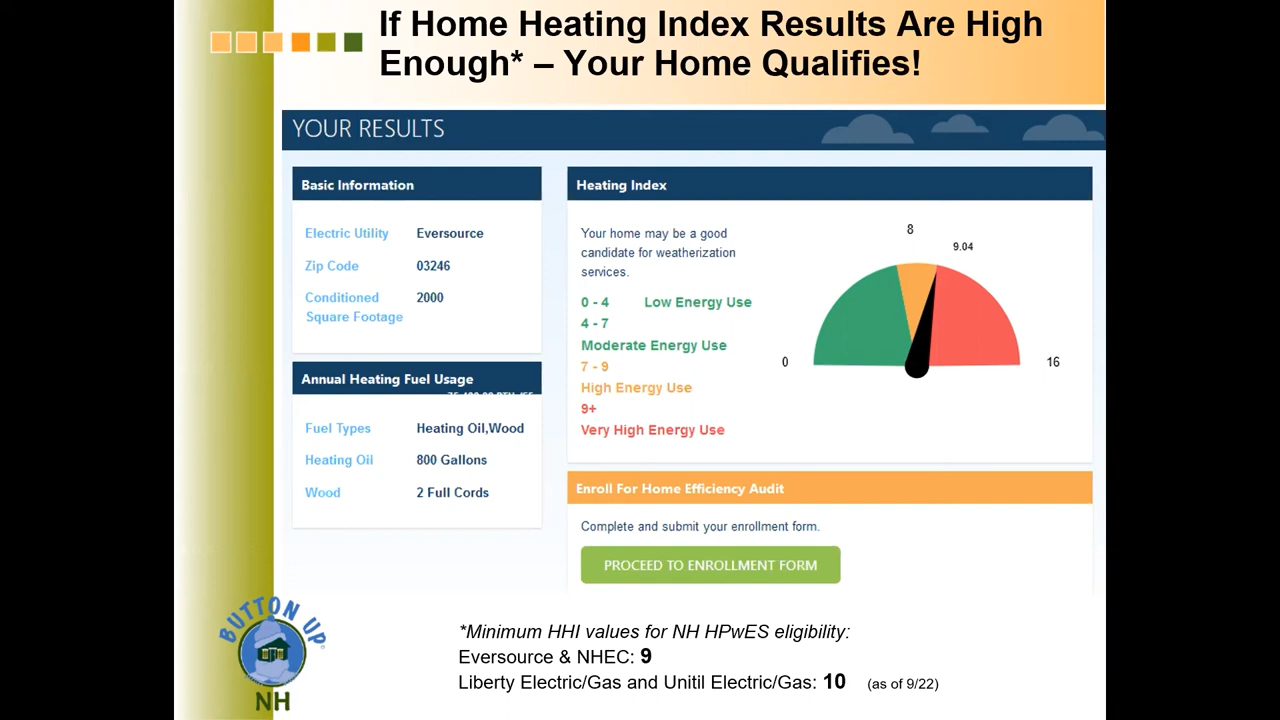 If Home Heating Index Results Are High
Enough* – Your Home Qualifies!
YOUR RESULTS
Basic Information
Electric Utility Eversource
Zip Code 03246
Conditioned 2000
Square Footage
Annual Heating Fuel Usage
Fuel Types Heating Oil,Wood
Heating Oil 800 Gallons
Wood 2 Full Cords
Heating Index
Your home may be a good
candidate for weatherization
services.
0 - 4 Low Energy Use
4 - 7
Moderate Energy Use
7 - 9
High Energy Use
9+
Very High Energy Use
8
9.04
0
16
Enroll For Home Efficiency Audit
Complete and submit your enrollment form.
PROCEED TO ENROLLMENT FORM
BUTTON UP
NH
*Minimum HHI values for NH HPwES eligibility:
Eversource & NHEC: 9
Liberty Electric/Gas and Unitil Electric/Gas: 10 (as of 9/22)